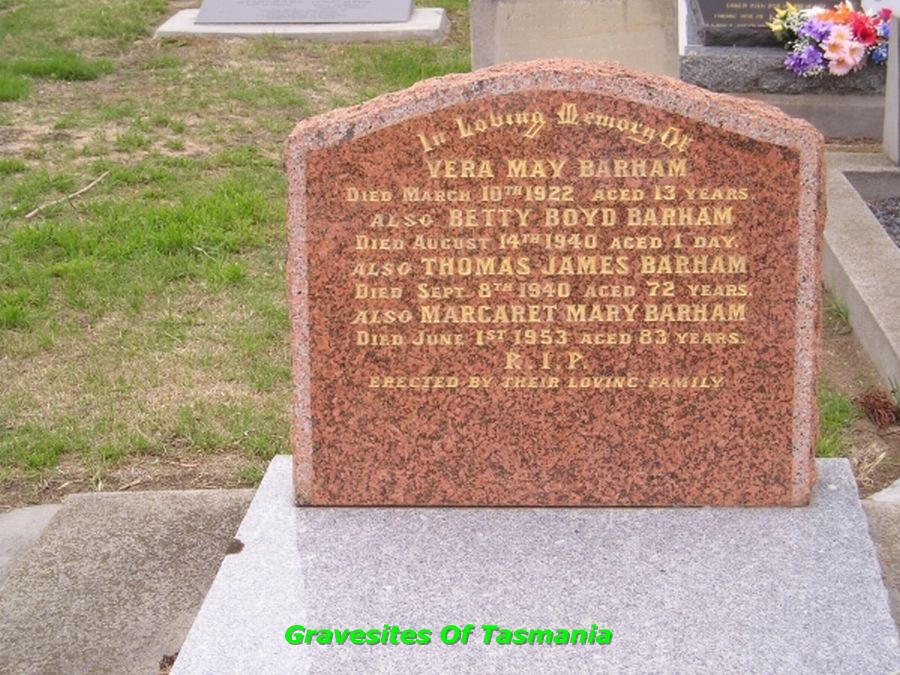 In Loving Memory Of
VERA MAY BARHAM
DIED MARCH 10TH 1922 AGED 13 YEARS
ALSO BETTY BOYD BARHAM
DIED AUGUST 14TH 1940 AGED 1 DAY.
ALSO THOMAS JAMES BARHAM
DIED SEPT. 8TH 1940 AGED 72 YEARS.
ALSO MARGARET MARY BARHAM
DIED JUNE 1ST 1953 AGED 83 YEARS.
R.I.P.
ERECTED BY THEIR LOVING FAMILY
Gravesites Of Tasmania